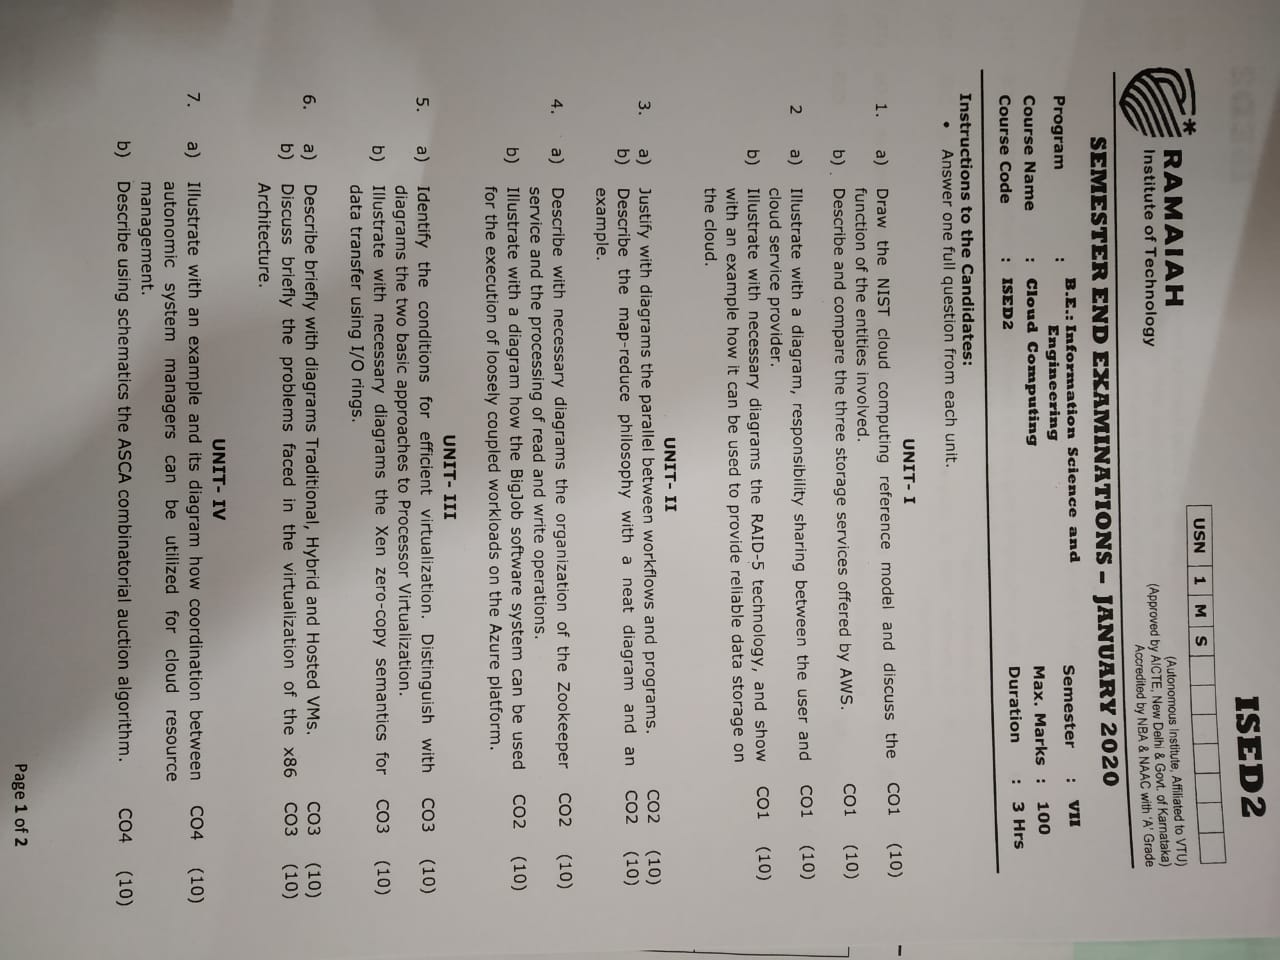 ISED2
USN 1 M S
RAMAIAH
Institute of Technology
(Autonomous Institute, Affiliated to VTU)
(Approved by AICTE, New Delhi & Govt. of Karnataka)
Accredited by NBA & NAAC with 'A' Grade
SEMESTER END EXAMINATIONS – JANUARY 2020
Program : B.E.: Information Science and Engineering Semester : VII
Course Name : Cloud Computing Max. Marks : 100
Course Code : ISED2 Duration : 3 Hrs
Instructions to the Candidates:
• Answer one full question from each unit.
UNIT- I
1. a) Draw the NIST cloud computing reference model and discuss the CO1 (10)
function of the entities involved.
b) Describe and compare the three storage services offered by AWS. CO1 (10)
2 a) Illustrate with a diagram, responsibility sharing between the user and CO1 (10)
cloud service provider.
b) Illustrate with necessary diagrams the RAID-5 technology, and show CO1 (10)
with an example how it can be used to provide reliable data storage on
the cloud.
UNIT- II
3. a) Justify with diagrams the parallel between workflows and programs. CO2 (10)
b) Describe the map-reduce philosophy with a neat diagram and an CO2 (10)
example.
4. a) Describe with necessary diagrams the organization of the Zookeeper CO2 (10)
service and the processing of read and write operations.
b) Illustrate with a diagram how the BigJob software system can be used CO2 (10)
for the execution of loosely coupled workloads on the Azure platform.
UNIT- III
5. a) Identify the conditions for efficient virtualization. Distinguish with CO3 (10)
diagrams the two basic approaches to Processor Virtualization.
b) Illustrate with necessary diagrams the Xen zero-copy semantics for CO3 (10)
data transfer using I/O rings.
6. a) Describe briefly with diagrams Traditional, Hybrid and Hosted VMs. CO3 (10)
b) Discuss briefly the problems faced in the virtualization of the x86 CO3 (10)
Architecture.
UNIT- IV
7. a) Illustrate with an example and its diagram how coordination between CO4 (10)
autonomic system managers can be utilized for cloud resource
management.
b) Describe using schematics the ASCA combinatorial auction algorithm. CO4 (10)
Page 1 of 2